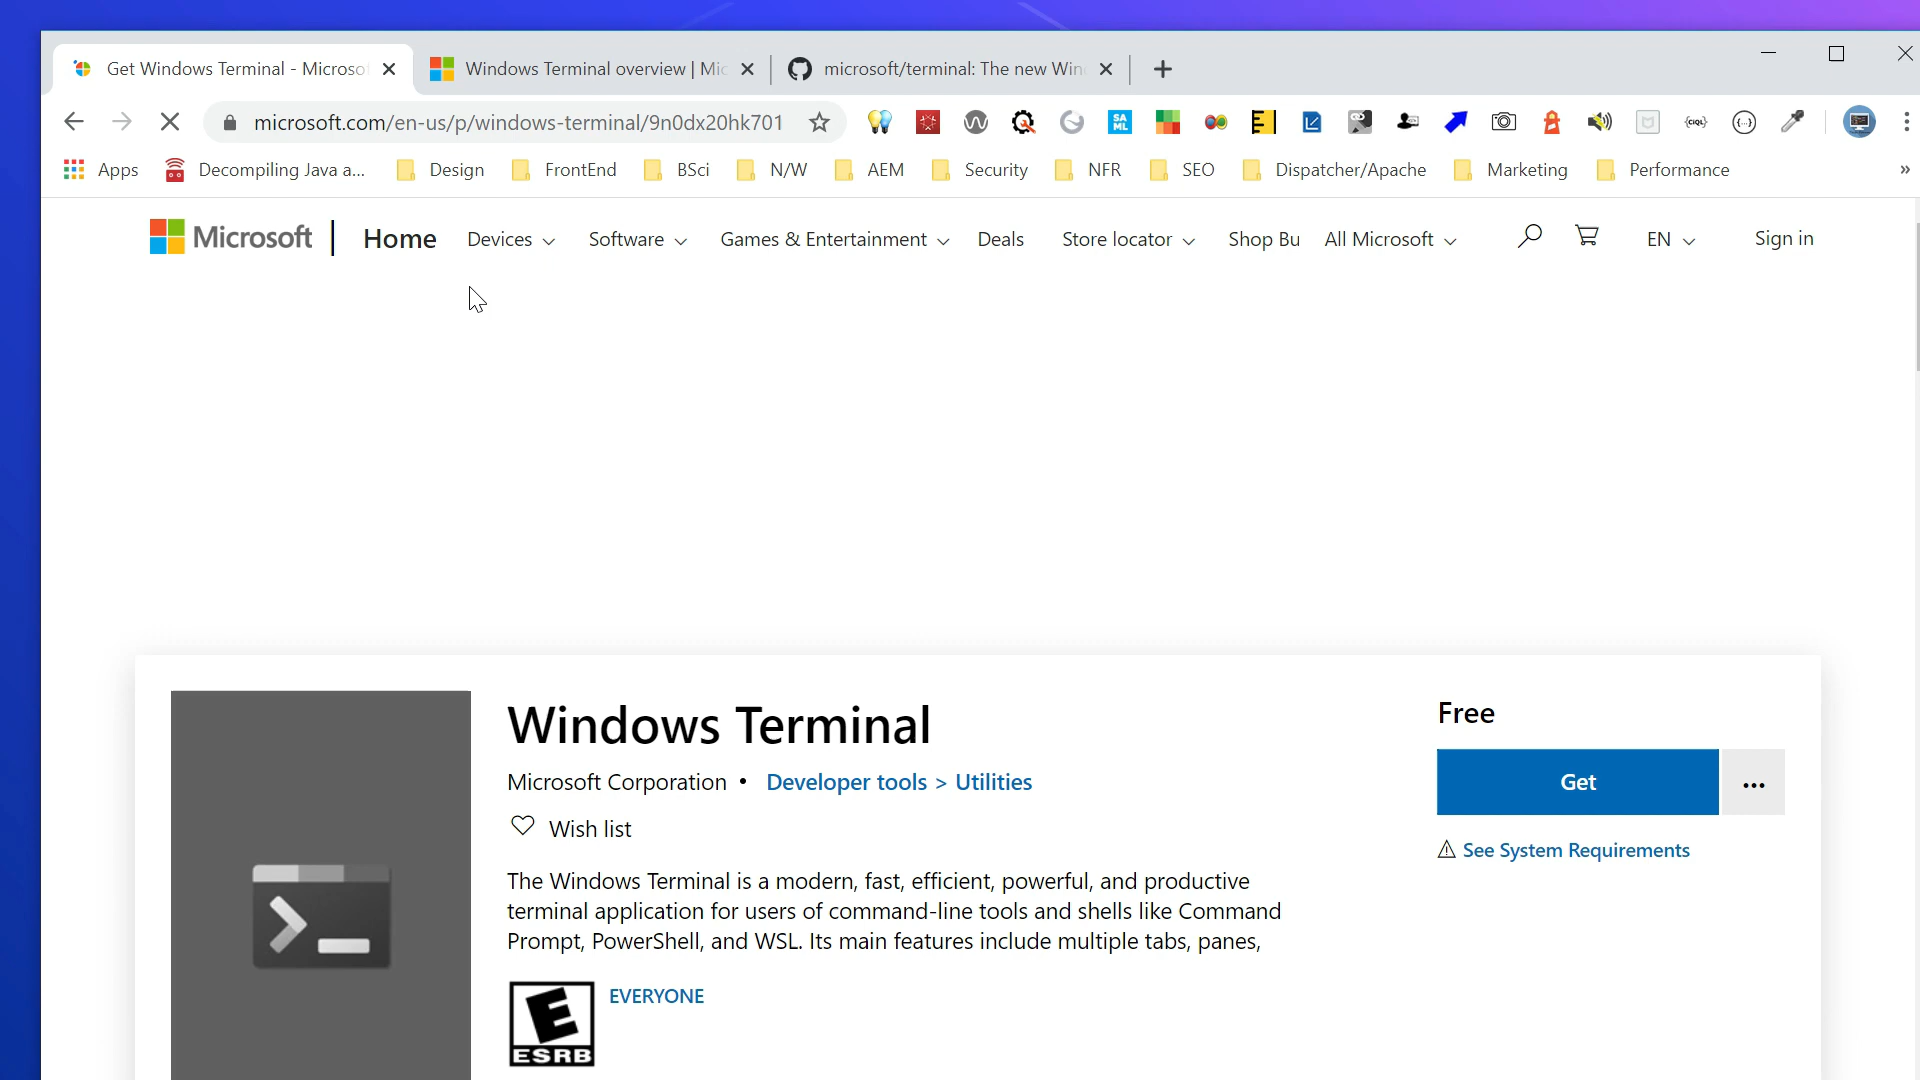 Get Windows Terminal - Microsof
Windows Terminal overview | Mic
microsoft/terminal: The new Win
microsoft.com/en-us/p/windows-terminal/9n0dx20hk701
SA
ML
{CIQL}
{...}
Apps
Decompiling Java a...
Design
FrontEnd
BSci
N/W
AEM
Security
NFR
SEO
Dispatcher/Apache
Marketing
Performance
»
Microsoft
Home
Devices
Software
Games & Entertainment
Deals
Store locator
Shop Bu
All Microsoft
EN
Sign in
Windows Terminal
Microsoft Corporation • Developer tools > Utilities
Wish list
The Windows Terminal is a modern, fast, efficient, powerful, and productive
terminal application for users of command-line tools and shells like Command
Prompt, PowerShell, and WSL. Its main features include multiple tabs, panes,
E
ESRB
EVERYONE
Free
Get
...
See System Requirements